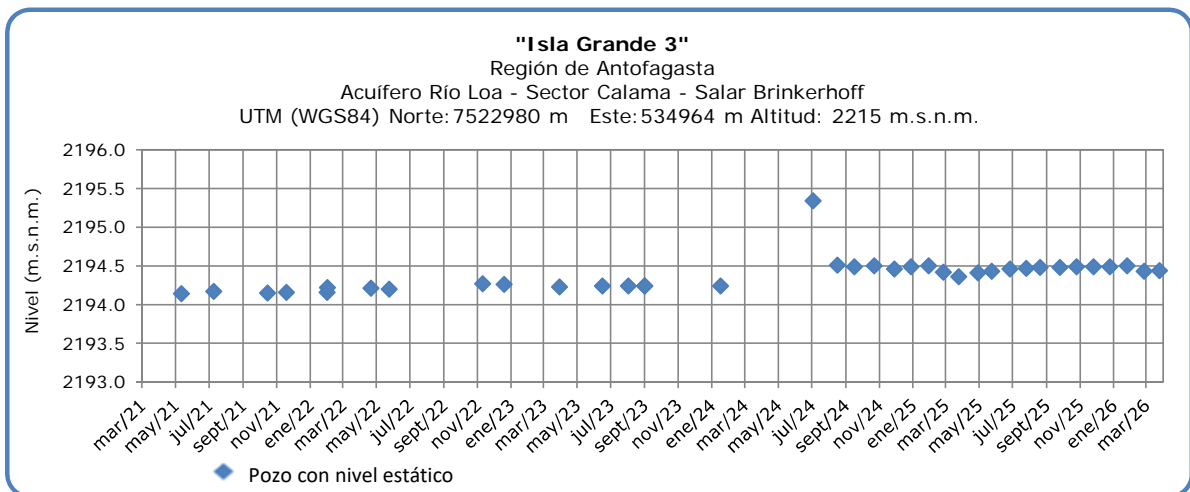 "Isla Grande 3"
Región de Antofagasta
Acuífero Río Loa - Sector Calama - Salar Brinkerhoff
UTM (WGS84) Norte: 7522980 m Este: 534964 m Altitud: 2215 m.s.n.m.
Nivel (m.s.n.m.)
2196.0
2195.5
2195.0
2194.5
2194.0
2193.5
2193.0
mar/21 may/21 jul/21 sept/21 nov/21 ene/22 mar/22 may/22 jul/22 sept/22 nov/22 ene/23 mar/23 may/23 jul/23 sept/23 nov/23 ene/24 mar/24 may/24 jul/24 sept/24 nov/24 ene/25 mar/25 may/25 jul/25 sept/25 nov/25 ene/26 mar/26
Pozo con nivel estático